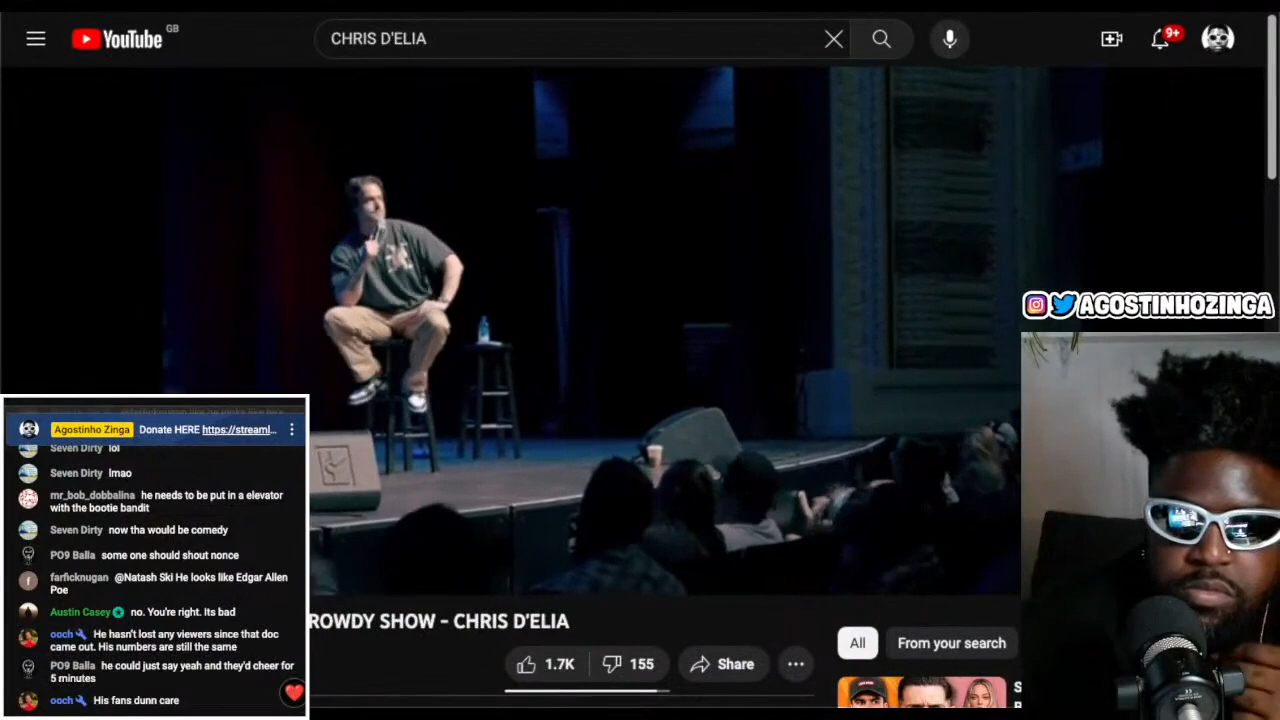 YouTube GB
CHRIS D'ELIA
9+
AGOSTINHOZINGA
Agostinho Zinga Donate HERE https://streaml...
Seven Dirty lol
Seven Dirty lmao
mr_bob_dobbalina he needs to be put in a elevator
with the bootie bandit
Seven Dirty now tha would be comedy
PO9 Balla some one should shout nonce
farficknugan @Natash Ski He looks like Edgar Allen
Poe
Austin Casey no. You're right. Its bad
ooch He hasn't lost any viewers since that doc
came out. His numbers are still the same
PO9 Balla he could just say yeah and they'd cheer for
5 minutes
ooch His fans dunn care
ROWDY SHOW - CHRIS D'ELIA
1.7K 155 Share
All From your search